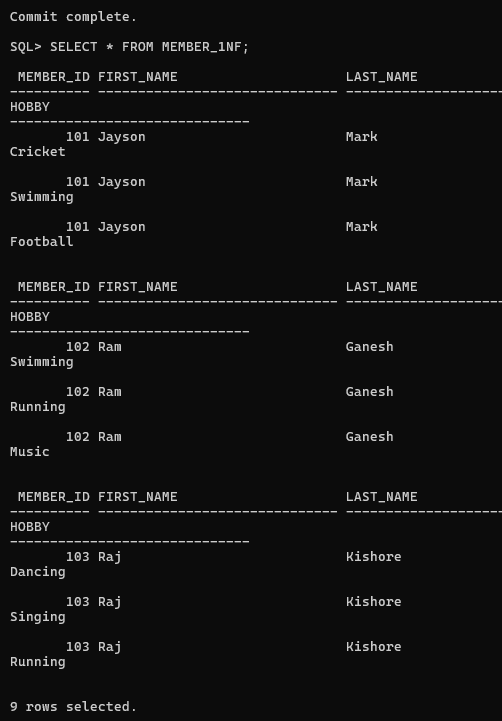 Commit complete.
SQL> SELECT * FROM MEMBER_1NF;
 MEMBER_ID FIRST_NAME                     LAST_NAME
---------- ------------------------------ --------------------
HOBBY
------------------------------
       101 Jayson                         Mark
Cricket
       101 Jayson                         Mark
Swimming
       101 Jayson                         Mark
Football
 MEMBER_ID FIRST_NAME                     LAST_NAME
---------- ------------------------------ --------------------
HOBBY
------------------------------
       102 Ram                            Ganesh
Swimming
       102 Ram                            Ganesh
Running
       102 Ram                            Ganesh
Music
 MEMBER_ID FIRST_NAME                     LAST_NAME
---------- ------------------------------ --------------------
HOBBY
------------------------------
       103 Raj                            Kishore
Dancing
       103 Raj                            Kishore
Singing
       103 Raj                            Kishore
Running
9 rows selected.